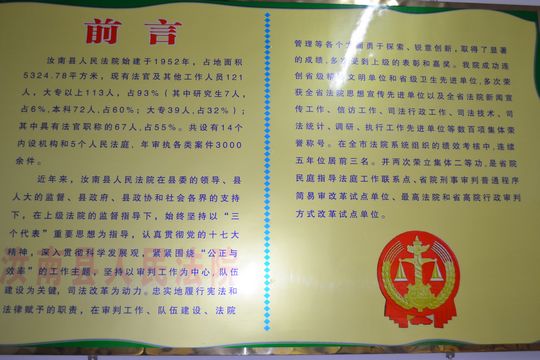 前言
汝南县人民法院始建于1952年，占地面积
5324.78平方米，现有法官及其他工作人员121
人，大专以上113人，占93%（其中研究生7人，
占6%,本科72人,占60%；大专39人,占32%）；
其中具有法官职称的67人,占55%。共设有14个
内设机构和5个人民法庭，年审执各类案件3000
余件。
近年来，汝南县人民法院在县委的领导、县
人大的监督、县政府、县政协和社会各界的支持
下，在上级法院的监督指导下，始终坚持以“三
个代表”重要思想为指导，认真贯彻党的十七大
精神，深入贯彻科学发展观，紧紧围绕“公正与
效率”的工作主题，坚持以审判工作为中心，队伍
建设为关键，司法改革为动力。忠实地履行宪法和
法律赋予的职责，在审判工作、队伍建设、法院
管理等各个方面勇于探索、锐意创新，取得了显著
的成绩，多次受到上级的表彰和嘉奖。我院成功连
创省级精神文明单位和省级卫生先进单位，多次荣
获全省法院思想宣传先进单位以及全省法院新闻宣
传工作、信访工作、司法行政工作、司法技术、司
法统计、调研、执行工作先进单位等数百项集体荣
誉称号。在全市法院系统组织的绩效考核中，连续
五年位居前三名。并两次荣立集体二等功，是省院
民庭指导法庭工作联系点、省院刑事审判普通程序
简易审改革试点单位、最高法院和省高院行政审判
方式改革试点单位。
汝南县人民法院